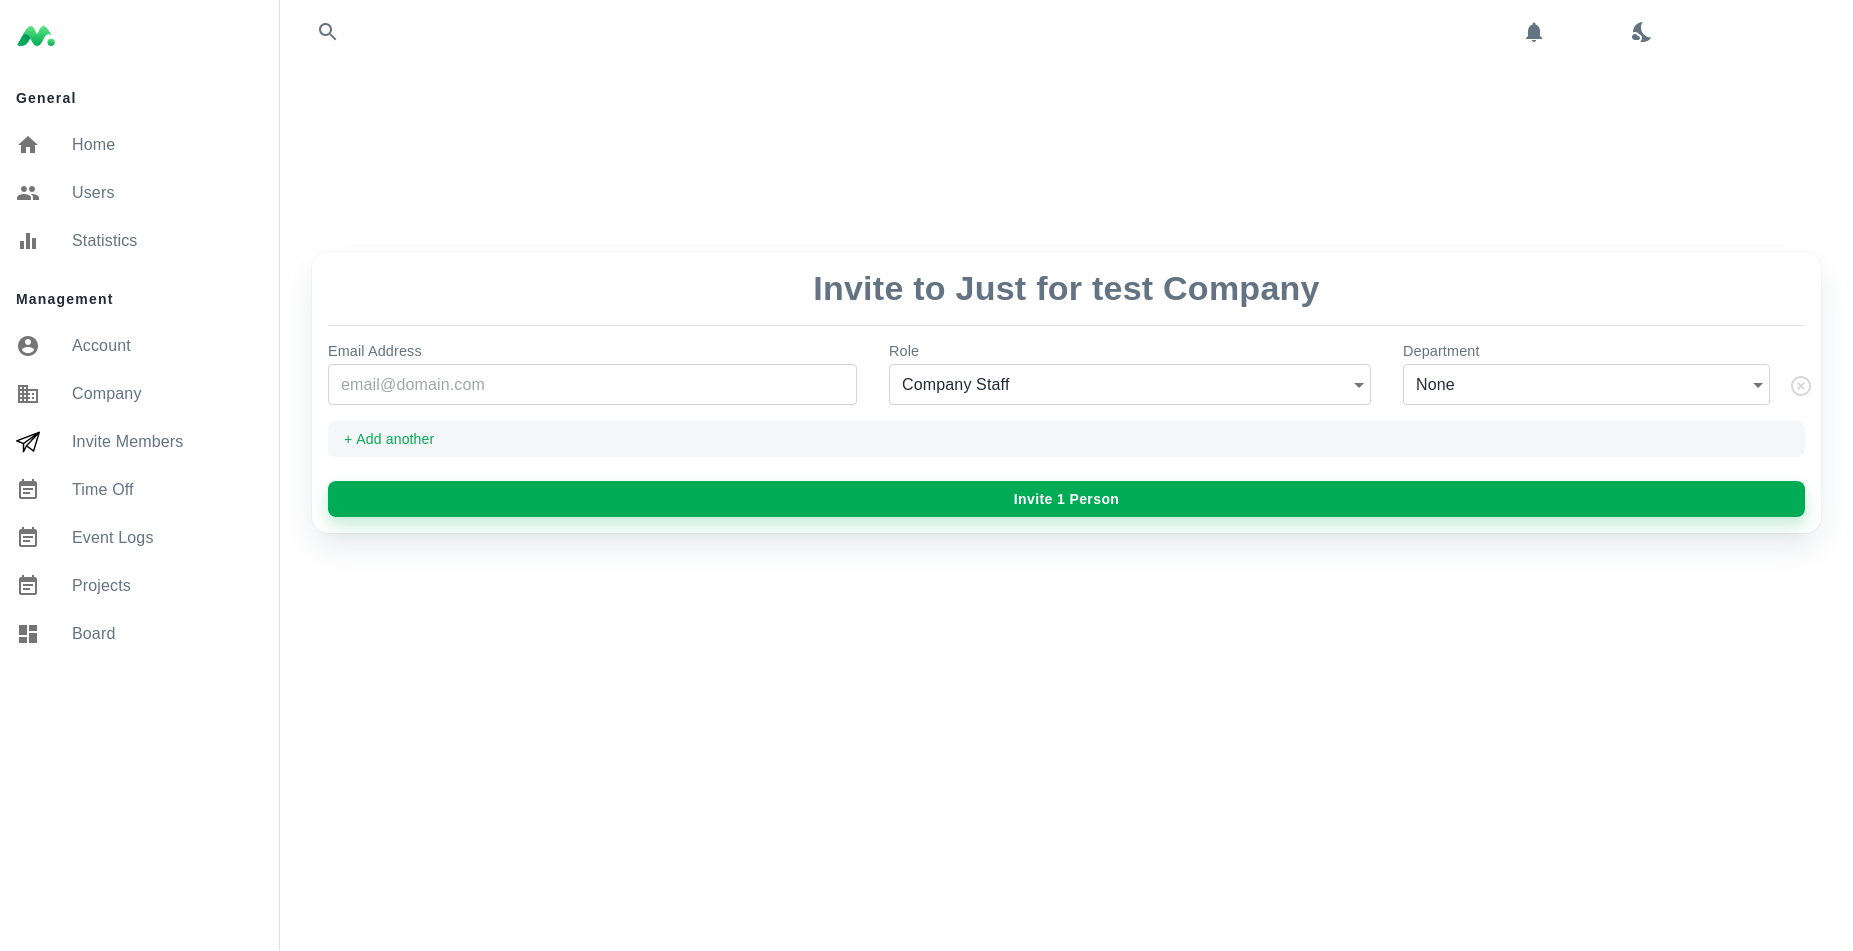 General
Home
Users
Statistics
Management
Account
Company
Invite Members
Time Off
Event Logs
Projects
Board
Invite to Just for test Company
Email Address
email@domain.com
Role
Company Staff
Department
None
+ Add another
Invite 1 Person